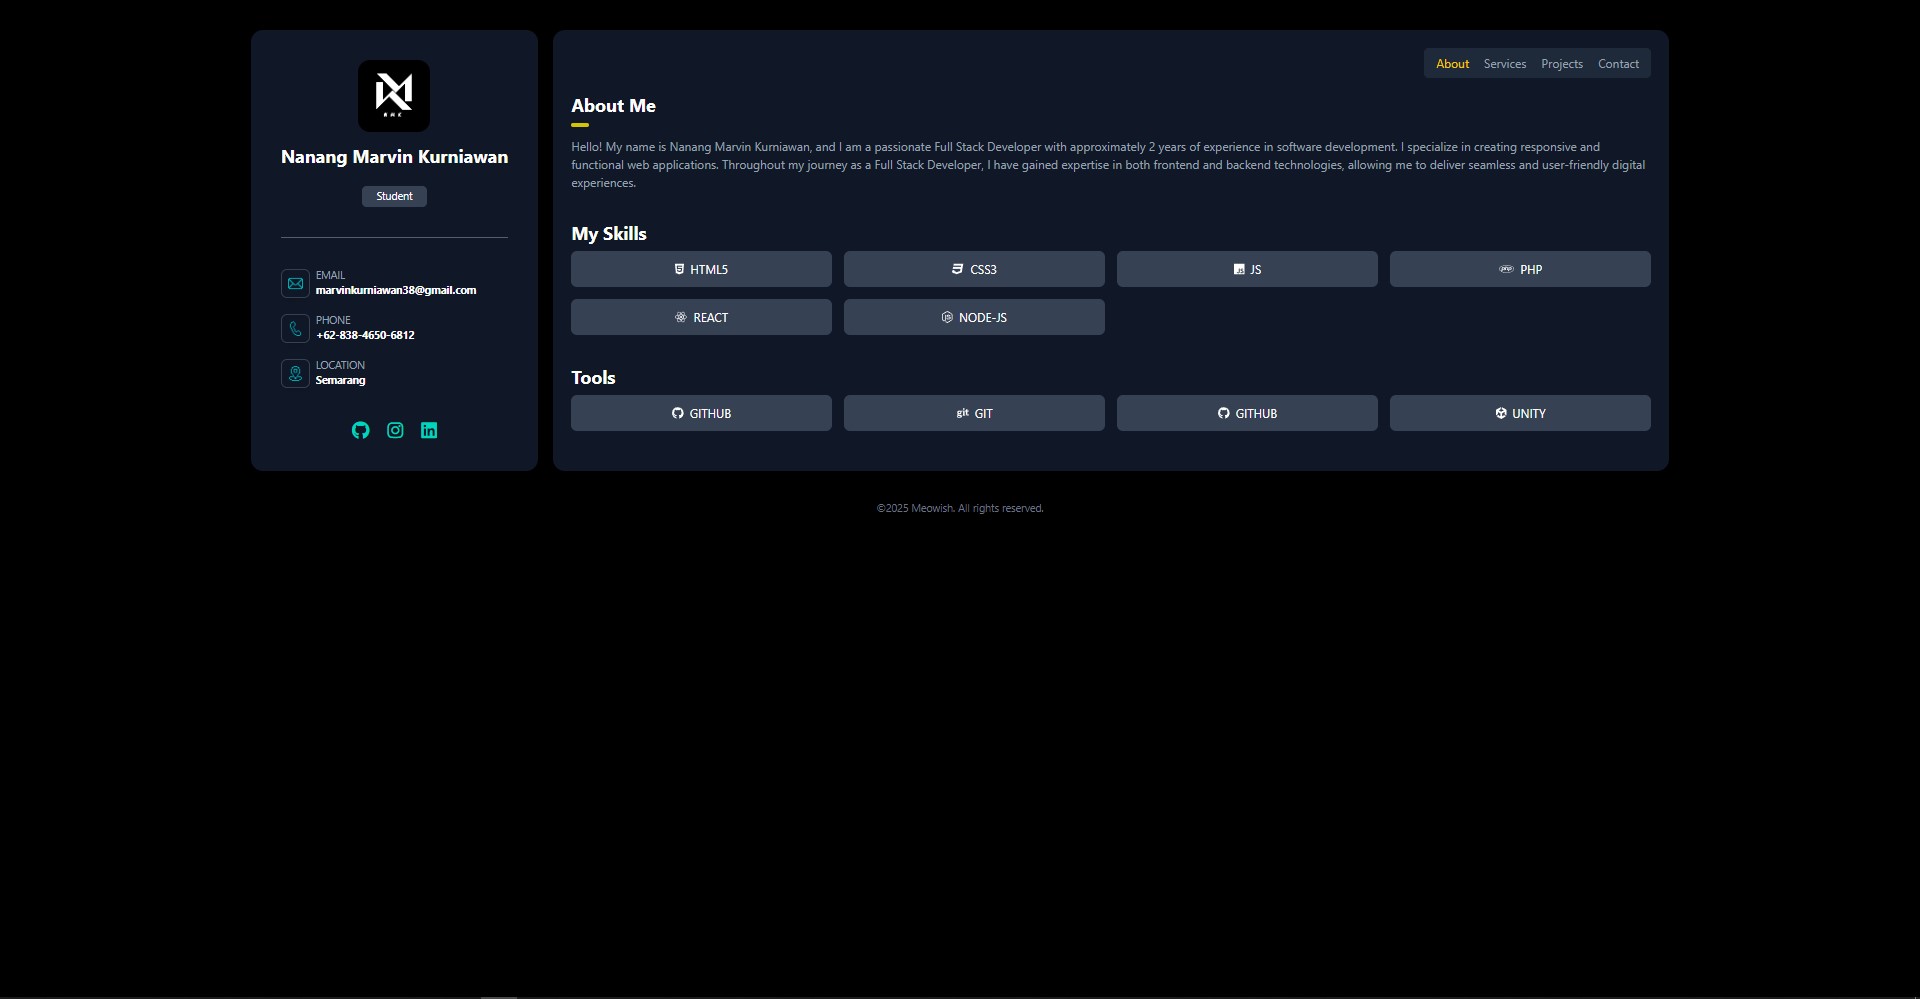 Nanang Marvin Kurniawan
Student
EMAIL
marvinkurniawan38@gmail.com
PHONE
+62-838-4650-6812
LOCATION
Semarang
About Services Projects Contact
About Me
Hello! My name is Nanang Marvin Kurniawan, and I am a passionate Full Stack Developer with approximately 2 years of experience in software development. I specialize in creating responsive and
functional web applications. Throughout my journey as a Full Stack Developer, I have gained expertise in both frontend and backend technologies, allowing me to deliver seamless and user-friendly digital
experiences.
My Skills
HTML5 CSS3 JS PHP
REACT NODE-JS
Tools
GITHUB git GIT GITHUB UNITY
©2025 Meowish. All rights reserved.